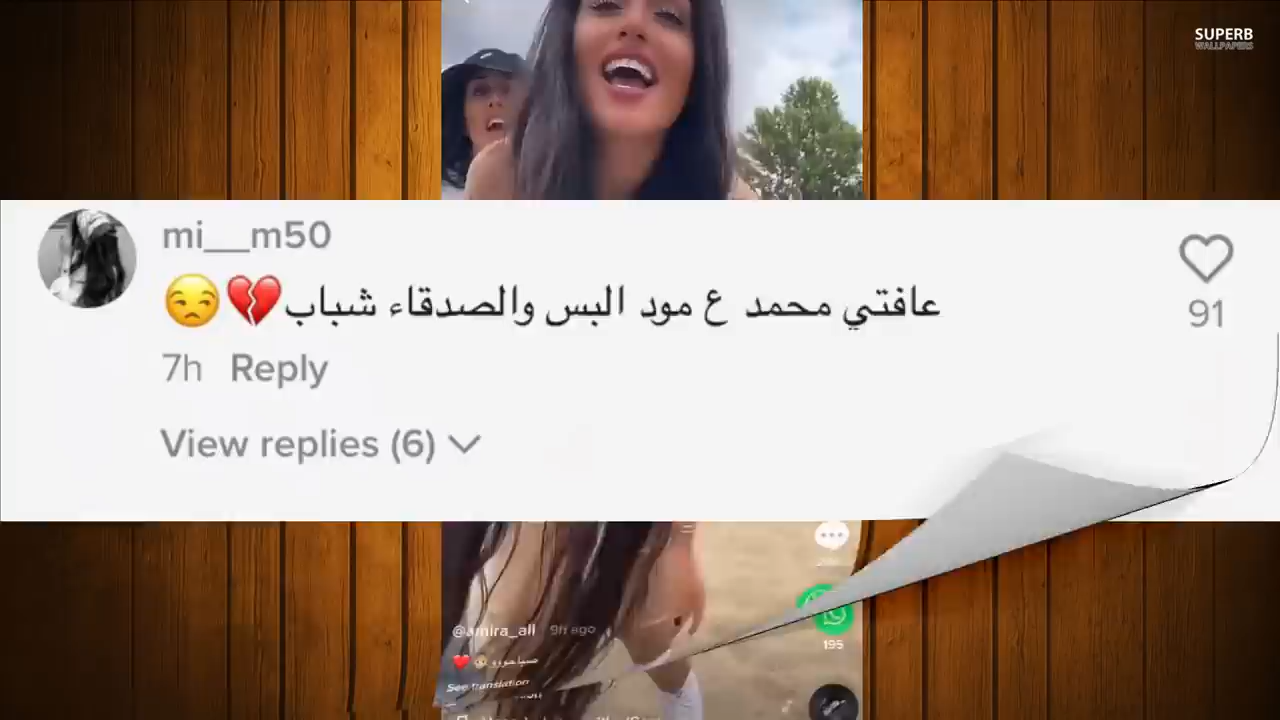 SUPERB
WALLPAPERS
mi__m50
عافتي محمد ع مود البس والصدقاء شباب💔😒
91
7h Reply
View replies (6)
@amira_all 9h ago
صباحووو 
See translation
195